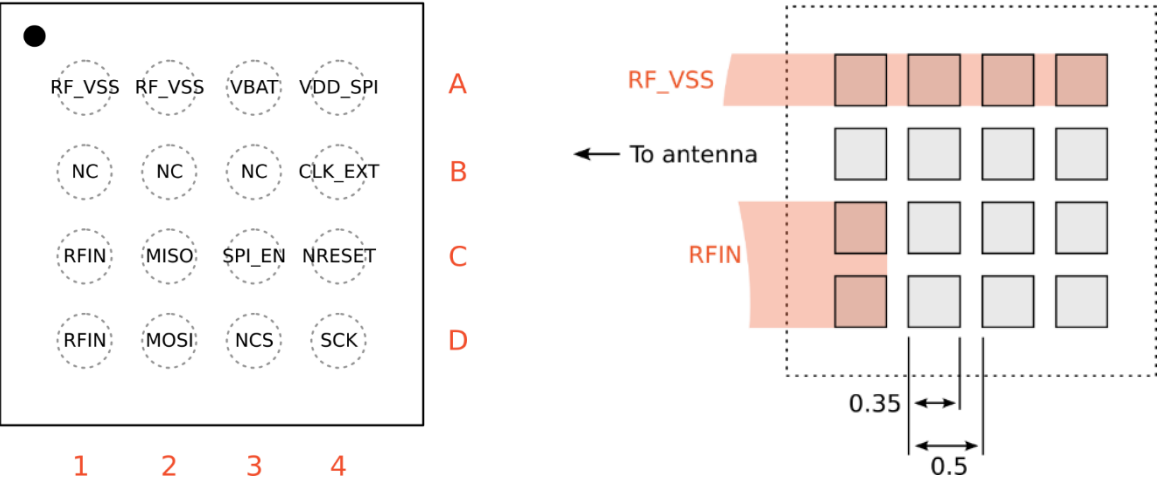 RF_VSS RF_VSS VBAT VDD_SPI A
NC NC NC CLK_EXT B
RFIN MISO SPI_EN NRESET C
RFIN MOSI NCS SCK D
1 2 3 4
RF_VSS
To antenna
RFIN
0.35
0.5